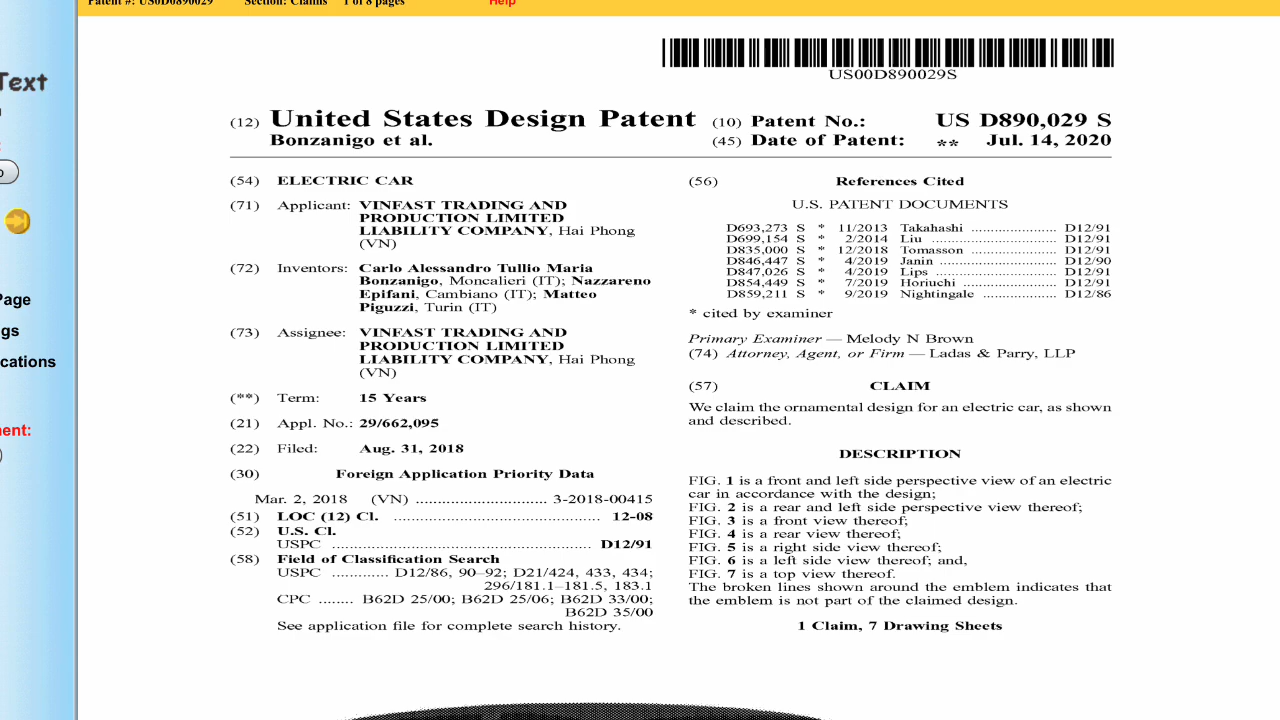 Patent #: US0D0890029 Section: Claims 1 of 8 pages Help
Text
Page
gs
cations
ent:
US00D890029S
(12) United States Design Patent
Bonzanigo et al.
(10) Patent No.: US D890,029 S
(45) Date of Patent: ** Jul. 14, 2020
(54) ELECTRIC CAR
(71) Applicant: VINFAST TRADING AND
PRODUCTION LIMITED
LIABILITY COMPANY, Hai Phong
(VN)
(72) Inventors: Carlo Alessandro Tullio Maria
Bonzanigo, Moncalieri (IT); Nazzareno
Epifani, Cambiano (IT); Matteo
Piguzzi, Turin (IT)
(73) Assignee: VINFAST TRADING AND
PRODUCTION LIMITED
LIABILITY COMPANY, Hai Phong
(VN)
(**) Term: 15 Years
(21) Appl. No.: 29/662,095
(22) Filed: Aug. 31, 2018
(30) Foreign Application Priority Data
Mar. 2, 2018 (VN) .............................. 3-2018-00415
(51) LOC (12) Cl. .............................................. 12-08
(52) U.S. Cl.
USPC .......................................................... D12/91
(58) Field of Classification Search
USPC ............. D12/86, 90–92; D21/424, 433, 434;
296/181.1–181.5, 183.1
CPC ........ B62D 25/00; B62D 25/06; B62D 33/00;
B62D 35/00
See application file for complete search history.
(56) References Cited
U.S. PATENT DOCUMENTS
D693,273 S * 11/2013 Takahashi ..................... D12/91
D699,154 S * 2/2014 Liu ............................... D12/91
D835,000 S * 12/2018 Tomasson ..................... D12/91
D846,447 S * 4/2019 Janin ............................. D12/90
D847,026 S * 4/2019 Lips .............................. D12/91
D854,449 S * 7/2019 Horiuchi ....................... D12/91
D859,211 S * 9/2019 Nightingale .................. D12/86
* cited by examiner
Primary Examiner — Melody N Brown
(74) Attorney, Agent, or Firm — Ladas & Parry, LLP
(57) CLAIM
We claim the ornamental design for an electric car, as shown
and described.
DESCRIPTION
FIG. 1 is a front and left side perspective view of an electric
car in accordance with the design;
FIG. 2 is a rear and left side perspective view thereof;
FIG. 3 is a front view thereof;
FIG. 4 is a rear view thereof;
FIG. 5 is a right side view thereof;
FIG. 6 is a left side view thereof; and,
FIG. 7 is a top view thereof.
The broken lines shown around the emblem indicates that
the emblem is not part of the claimed design.
1 Claim, 7 Drawing Sheets